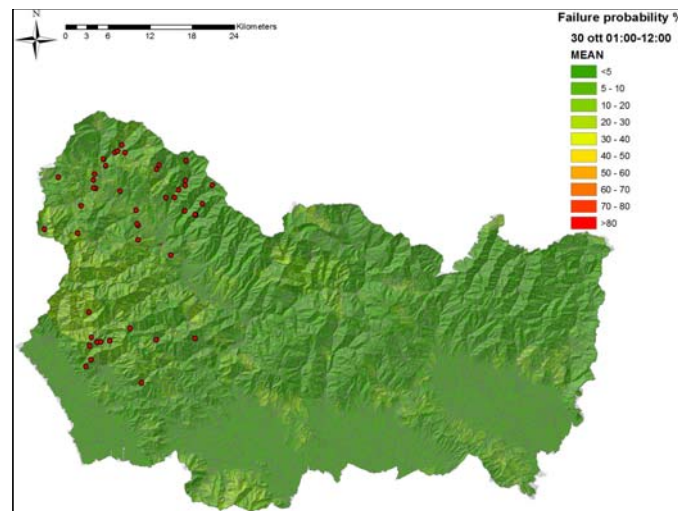 N
Kilometers
0 3 6 12 18 24
Failure probability %
30 ott 01:00-12:00
MEAN
<5
5 - 10
10 - 20
20 - 30
30 - 40
40 - 50
50 - 60
60 - 70
70 - 80
>80